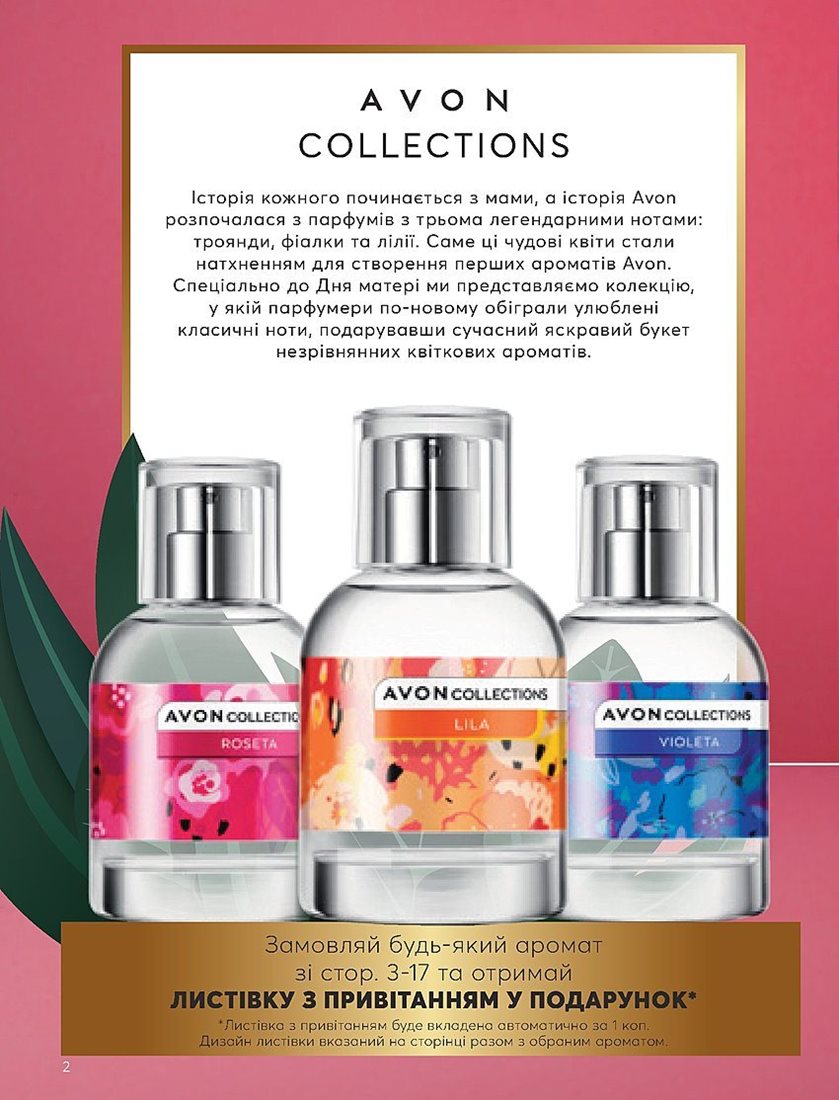 AVON
COLLECTIONS
Історія кожного починається з мами, а історія Avon
розпочалася з парфумів з трьома легендарними нотами:
троянди, фіалки та лілії. Саме ці чудові квіти стали
натхненням для створення перших ароматів Avon.
Спеціально до Дня матері ми представляємо колекцію,
у якій парфумери по-новому обіграли улюблені
класичні ноти, подарувавши сучасний яскравий букет
незрівнянних квіткових ароматів.
AVON COLLECTIO
ROSETA
AVON COLLECTIONS
LILA
AVON COLLECTIONS
VIOLETA
Замовляй будь-який аромат
зі стор. 3-17 та отримай
ЛИСТІВКУ З ПРИВІТАННЯМ У ПОДАРУНОК*
*Листівка з привітанням буде вкладена автоматично за 1 коп.
Дизайн листівки вказаний на сторінці разом з обраним ароматом.
2